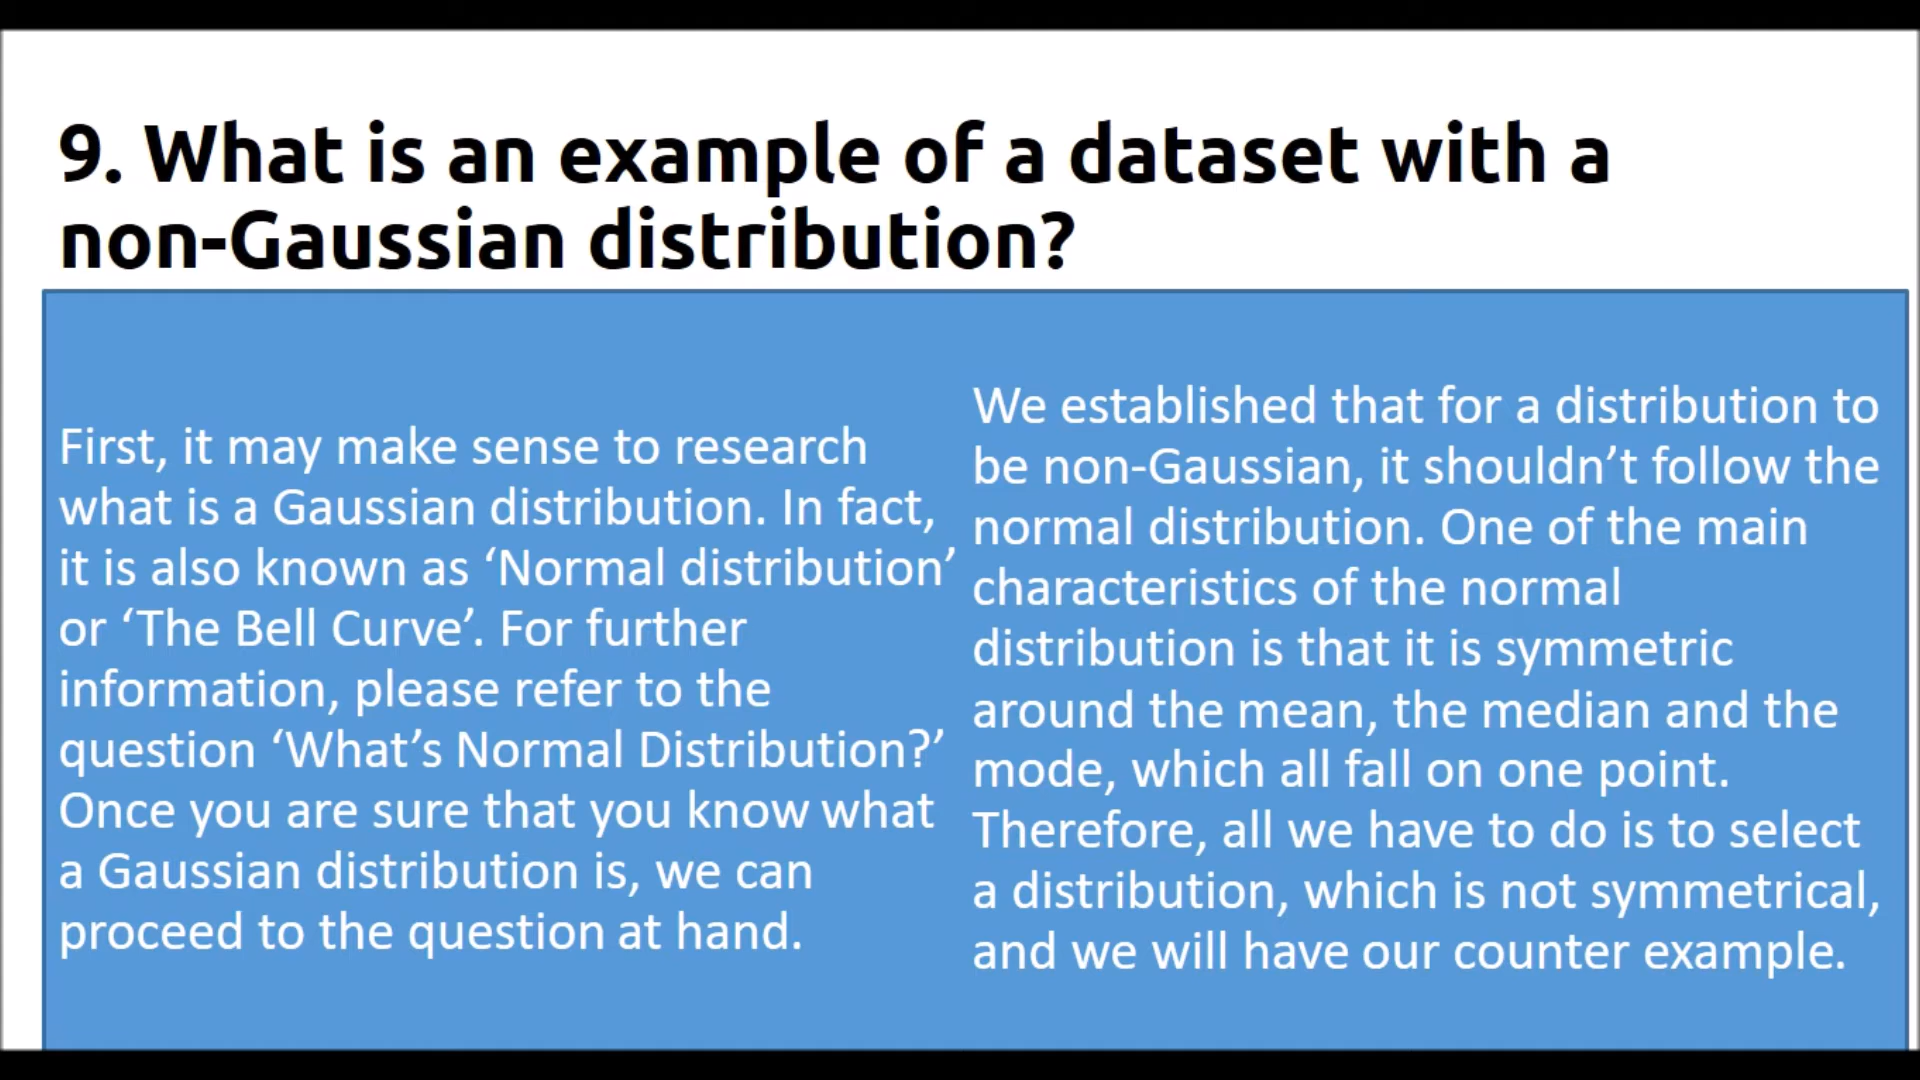 9. What is an example of a dataset with a
non-Gaussian distribution?
First, it may make sense to research
what is a Gaussian distribution. In fact,
it is also known as ‘Normal distribution’
or ‘The Bell Curve’. For further
information, please refer to the
question ‘What’s Normal Distribution?’
Once you are sure that you know what
a Gaussian distribution is, we can
proceed to the question at hand.
We established that for a distribution to
be non-Gaussian, it shouldn’t follow the
normal distribution. One of the main
characteristics of the normal
distribution is that it is symmetric
around the mean, the median and the
mode, which all fall on one point.
Therefore, all we have to do is to select
a distribution, which is not symmetrical,
and we will have our counter example.